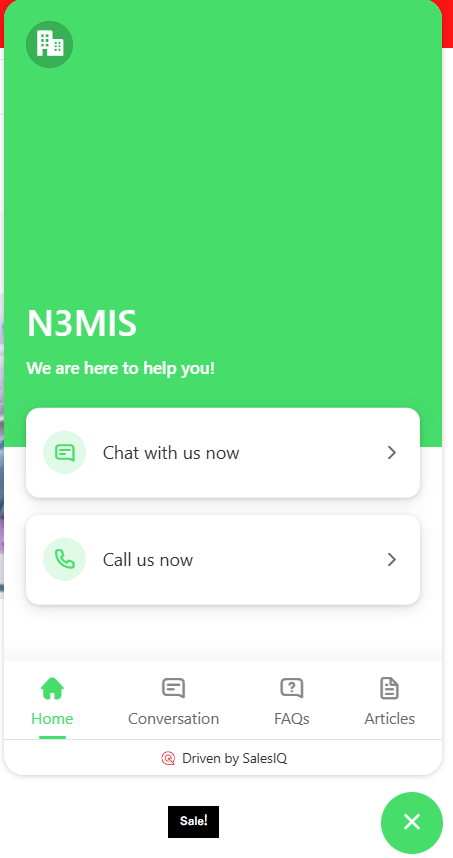 N3MIS
We are here to help you!
Chat with us now
Call us now
Home
Conversation
FAQs
Articles
Driven by SalesIQ
Sale!